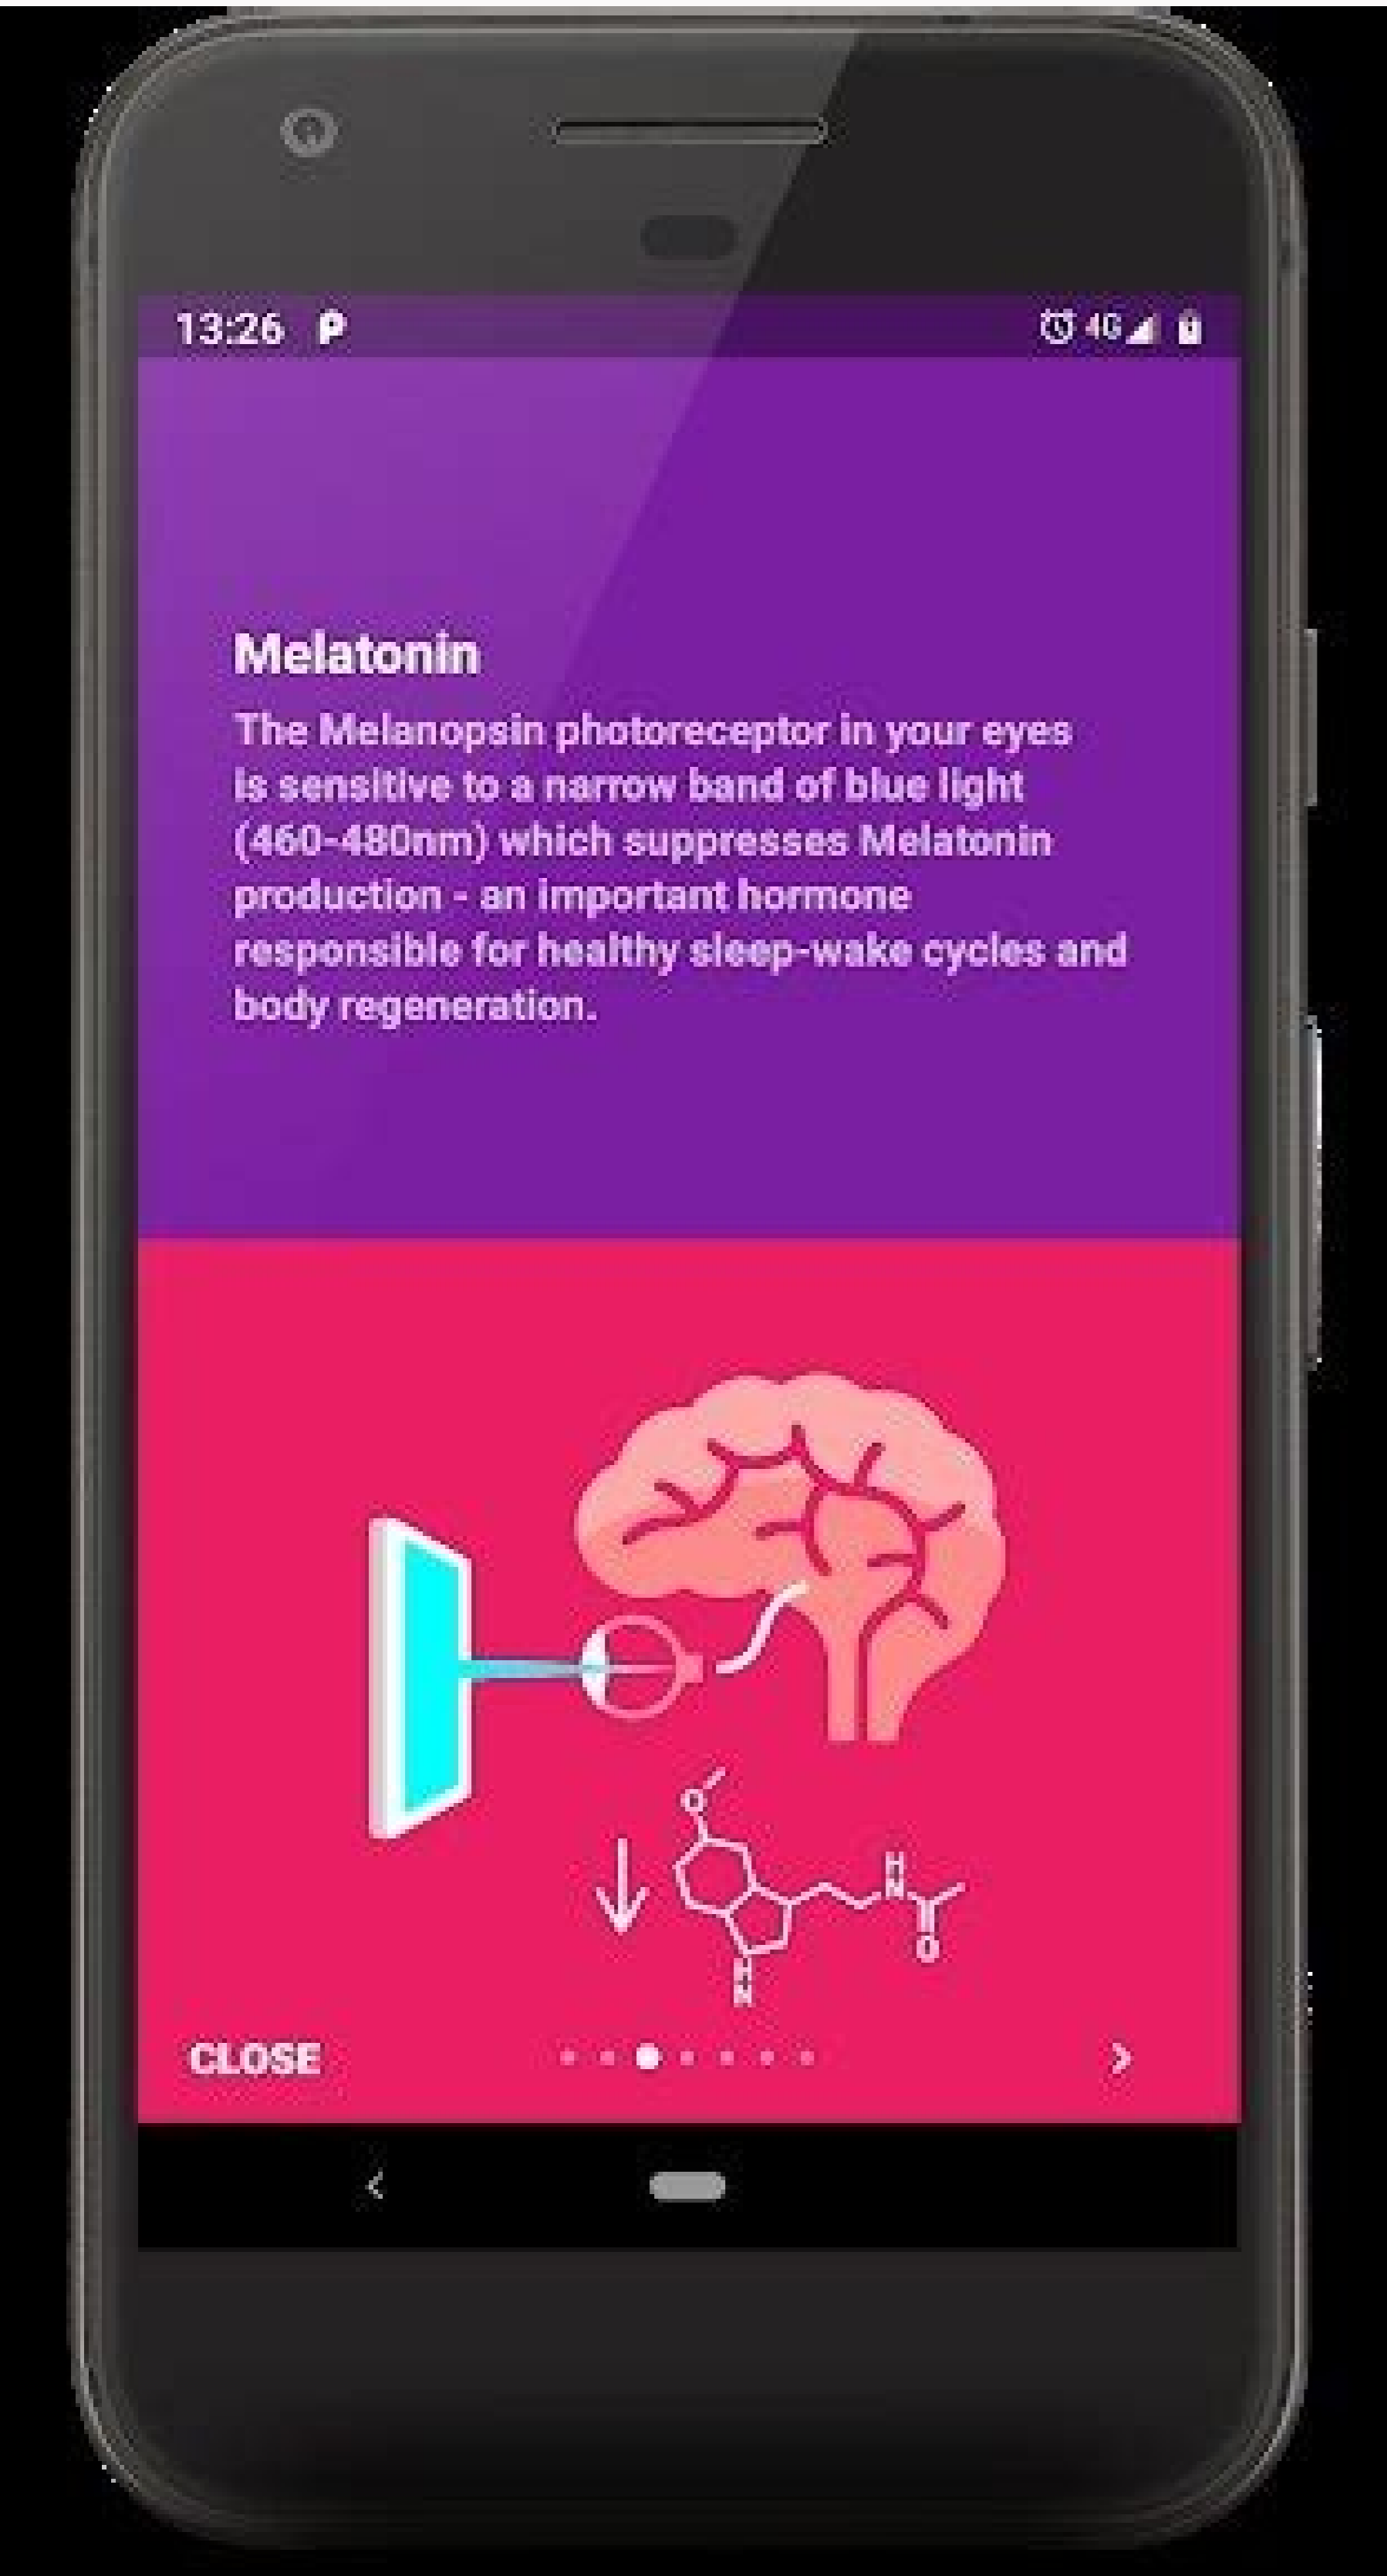 13:26
4G
Melatonin
The Melanopsin photoreceptor in your eyes
is sensitive to a narrow band of blue light
(460-480nm) which suppresses Melatonin
production - an important hormone
responsible for healthy sleep-wake cycles and
body regeneration.
O
H
N
O
H
N
CLOSE